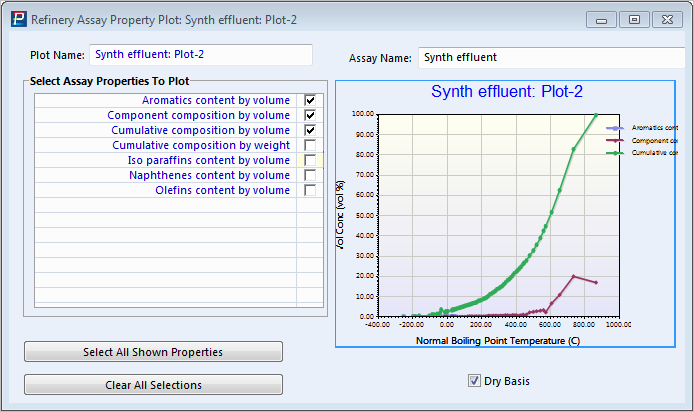 Refinery Assay Property Plot: Synth effluent: Plot-2
Plot Name: Synth effluent: Plot-2
Assay Name: Synth effluent
Select Assay Properties To Plot
Aromatics content by volume
Component composition by volume
Cumulative composition by volume
Cumulative composition by weight
Iso paraffins content by volume
Naphthenes content by volume
Olefins content by volume
Select All Shown Properties
Clear All Selections
Synth effluent: Plot-2
100.00
90.00
80.00
70.00
60.00
50.00
40.00
30.00
20.00
10.00
0.00
Vol Conc (vol %)
-400.00 -200.00 0.00 200.00 400.00 600.00 800.00 1000.00
Normal Boiling Point Temperature (C)
Aromatics cont
Component co
Cumulative cor
Dry Basis